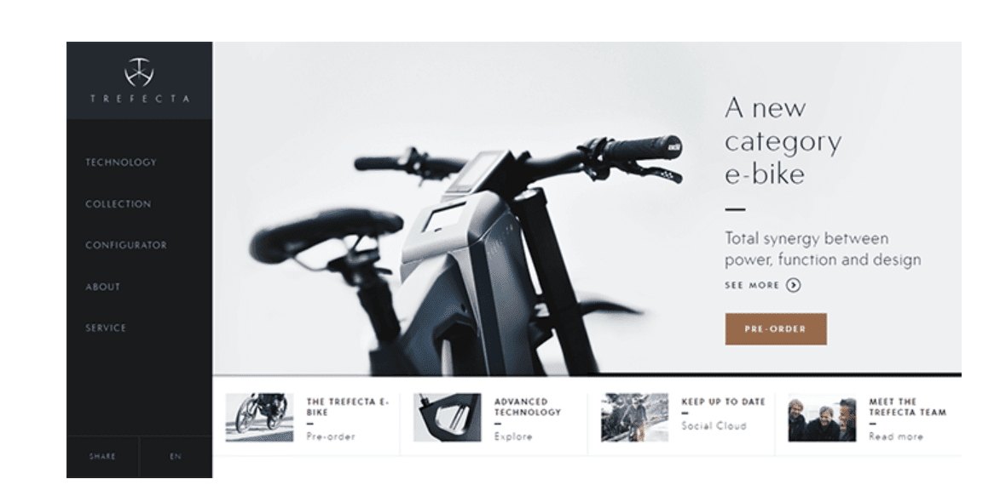 TREFECTA
TECHNOLOGY
COLLECTION
CONFIGURATOR
ABOUT
SERVICE
SHARE
EN
A new
category
e-bike
Total synergy between
power, function and design
SEE MORE
PRE-ORDER
THE TREFECTA E-
BIKE
Pre-order
ADVANCED
TECHNOLOGY
Explore
KEEP UP TO DATE
Social Cloud
MEET THE
TREFECTA TEAM
Read more